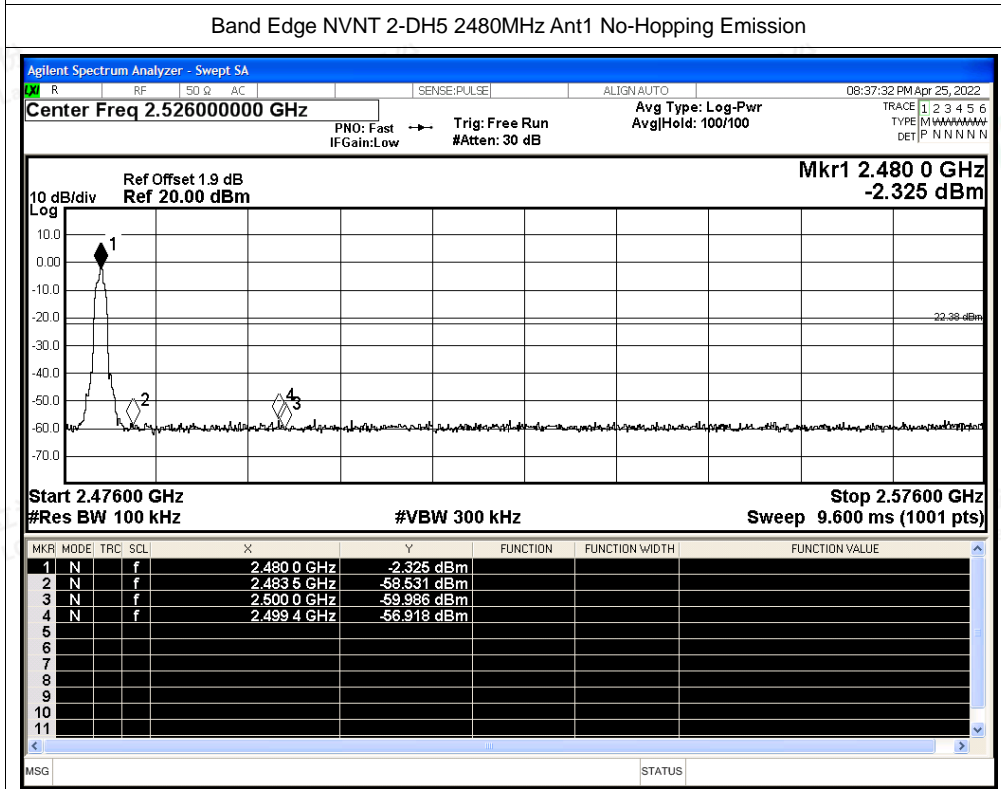 Band Edge NVNT 2-DH5 2480MHz Ant1 No-Hopping Emission
Agilent Spectrum Analyzer - Swept SA
LXI R RF 50 Ω AC SENSE:PULSE ALIGN AUTO 08:37:32 PM Apr 25, 2022
Center Freq 2.526000000 GHz
PNO: Fast
IFGain:Low
Trig: Free Run
#Atten: 30 dB
Avg Type: Log-Pwr
Avg|Hold: 100/100
TRACE 1 2 3 4 5 6
TYPE M WWWWW
DET P N N N N N
Mkr1 2.480 0 GHz
-2.325 dBm
Ref Offset 1.9 dB
10 dB/div Ref 20.00 dBm
Log
10.0
0.00
-10.0
-20.0
-30.0
-40.0
-50.0
-60.0
-70.0
1
2
4
3
22.38 dBm
Start 2.47600 GHz Stop 2.57600 GHz
#Res BW 100 kHz #VBW 300 kHz Sweep 9.600 ms (1001 pts)
MKR MODE TRC SCL X Y FUNCTION FUNCTION WIDTH FUNCTION VALUE
1 N f 2.480 0 GHz -2.325 dBm
2 N f 2.483 5 GHz -58.531 dBm
3 N f 2.500 0 GHz -59.986 dBm
4 N f 2.499 4 GHz -56.918 dBm
5
6
7
8
9
10
11
MSG STATUS